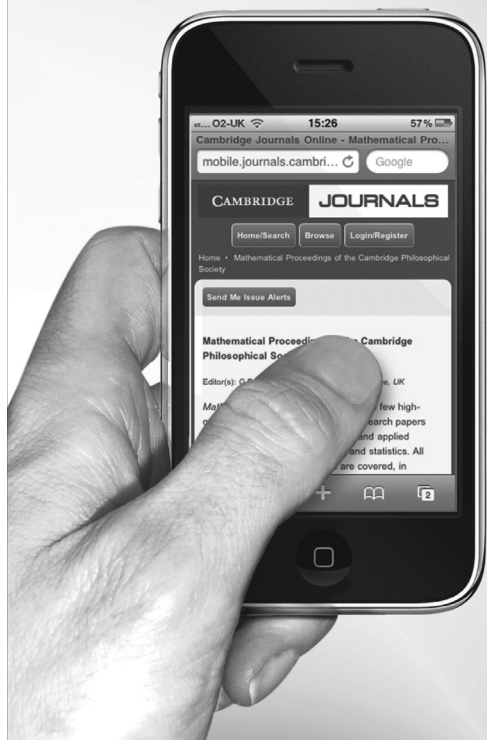 O2-UK 15:26 57%
Cambridge Journals Online - Mathematical Pro...
mobile.journals.cambri... Google
CAMBRIDGE JOURNALS
Home/Search Browse Login/Register
Home • Mathematical Proceedings of the Cambridge Philosophical
Society
Send Me Issue Alerts
Mathematical Cambridge
Philosophical
Editor(s): UK
few high-
earch papers
and applied
and statistics. All
are covered, in
2